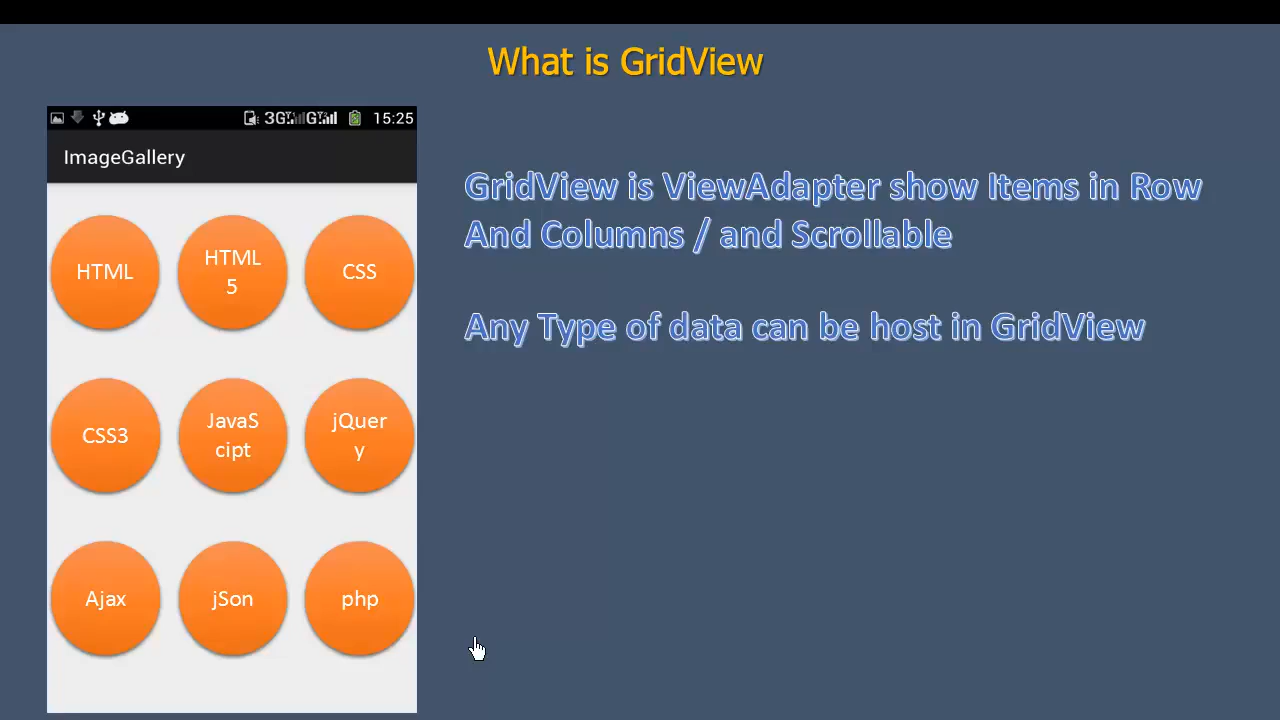 What is GridView
3G G 15:25
ImageGallery
GridView is ViewAdapter show Items in Row
And Columns / and Scrollable
Any Type of data can be host in GridView
HTML
HTML
5
CSS
CSS3
JavaS
cipt
jQuer
y
Ajax
jSon
php